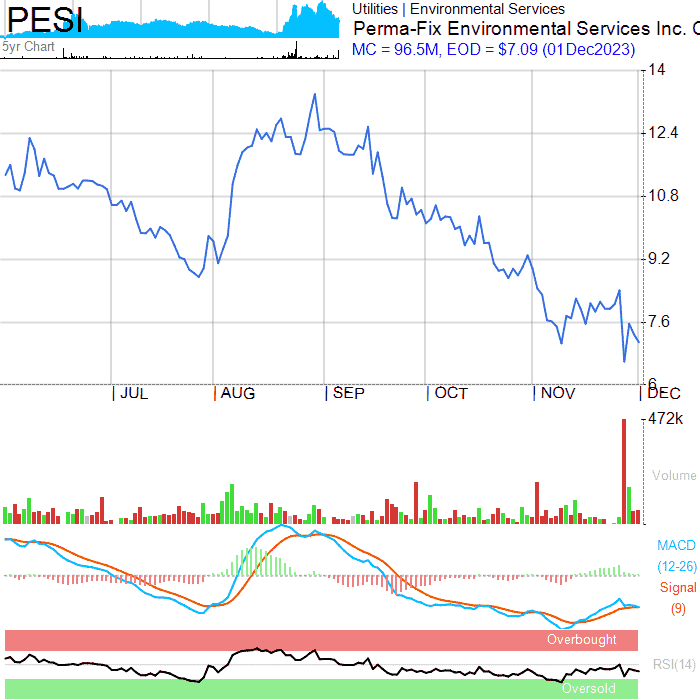 PESI
5yr Chart
Utilities | Environmental Services
Perma-Fix Environmental Services Inc. C
MC = 96.5M, EOD = $7.09 (01Dec2023)
14
12.4
10.8
9.2
7.6
6
JUL AUG SEP OCT NOV DEC
472k
Volume
MACD
(12-26)
Signal
(9)
Overbought
RSI(14)
Oversold